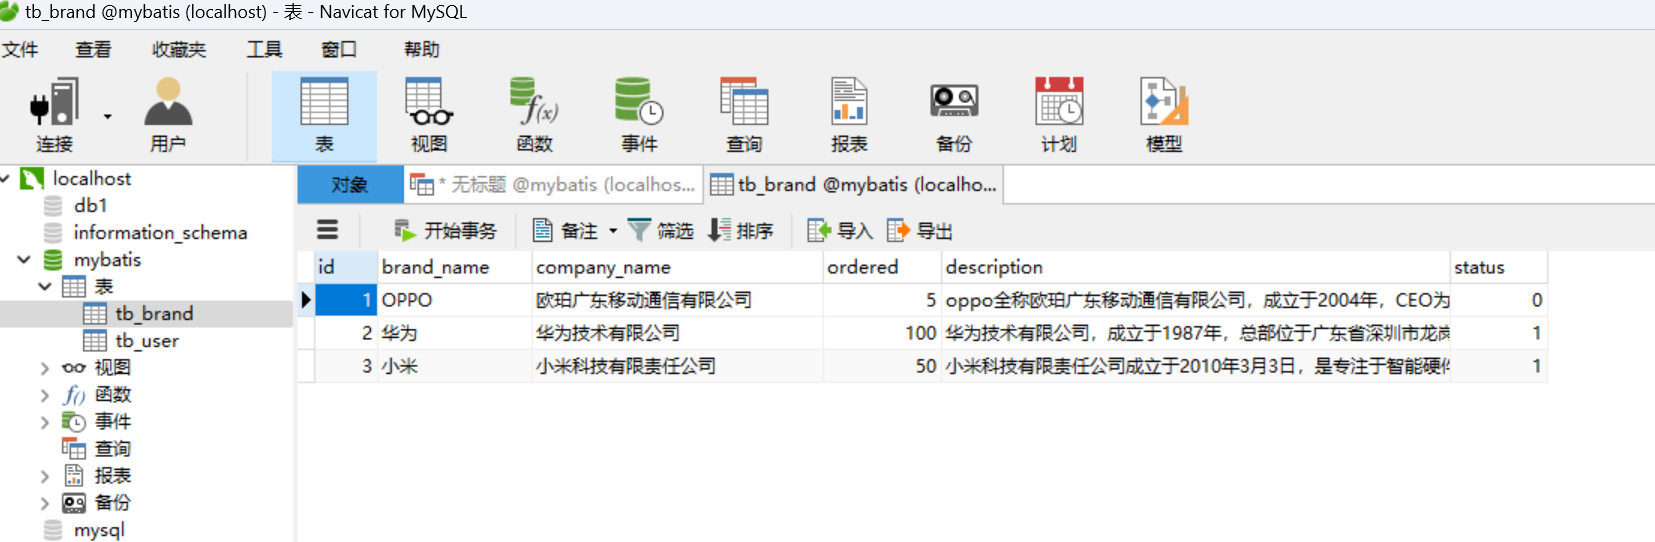 tb_brand @mybatis (localhost) - 表 - Navicat for MySQL
文件 查看 收藏夹 工具 窗口 帮助
连接 用户 表 视图 函数 事件 查询 报表 备份 计划 模型
localhost
db1
information_schema
mybatis
表
tb_brand
tb_user
视图
函数
事件
查询
报表
备份
mysql
对象 * 无标题 @mybatis (localhos... tb_brand @mybatis (localho...
开始事务 备注 筛选 排序 导入 导出
id brand_name company_name ordered description status
1 OPPO 欧珀广东移动通信有限公司 5 oppo全称欧珀广东移动通信有限公司，成立于2004年，CEO为 0
2 华为 华为技术有限公司 100 华为技术有限公司，成立于1987年，总部位于广东省深圳市龙岗 1
3 小米 小米科技有限责任公司 50 小米科技有限责任公司成立于2010年3月3日，是专注于智能硬件 1